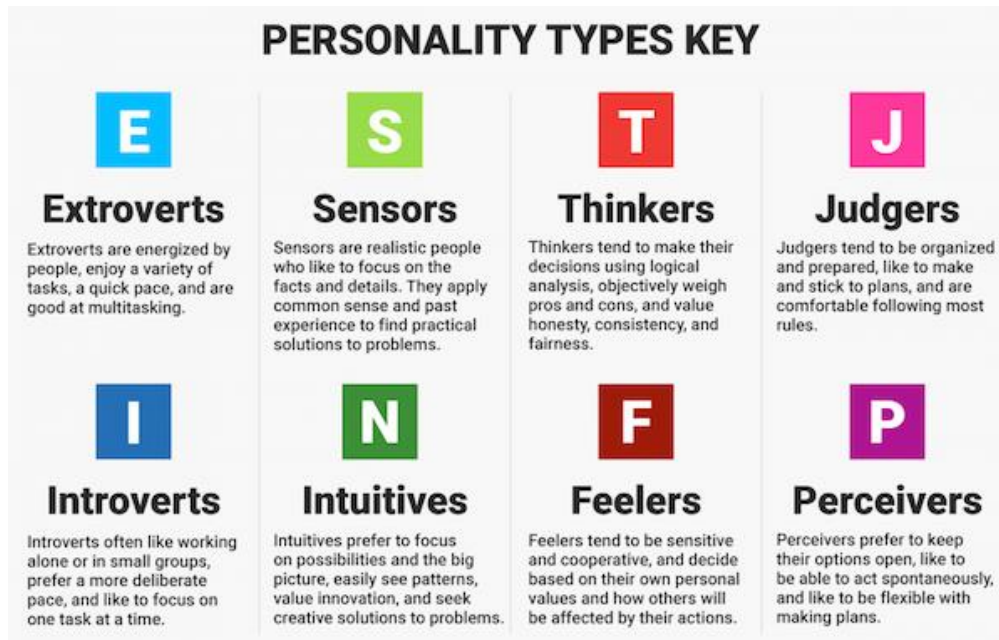 PERSONALITY TYPES KEY
E
Extroverts
Extroverts are energized by
people, enjoy a variety of
tasks, a quick pace, and are
good at multitasking.
S
Sensors
Sensors are realistic people
who like to focus on the
facts and details. They apply
common sense and past
experience to find practical
solutions to problems.
T
Thinkers
Thinkers tend to make their
decisions using logical
analysis, objectively weigh
pros and cons, and value
honesty, consistency, and
fairness.
J
Judgers
Judgers tend to be organized
and prepared, like to make
and stick to plans, and are
comfortable following most
rules.
I
Introverts
Introverts often like working
alone or in small groups,
prefer a more deliberate
pace, and like to focus on
one task at a time.
N
Intuitives
Intuitives prefer to focus
on possibilities and the big
picture, easily see patterns,
value innovation, and seek
creative solutions to problems.
F
Feelers
Feelers tend to be sensitive
and cooperative, and decide
based on their own personal
values and how others will
be affected by their actions.
P
Perceivers
Perceivers prefer to keep
their options open, like to
be able to act spontaneously,
and like to be flexible with
making plans.